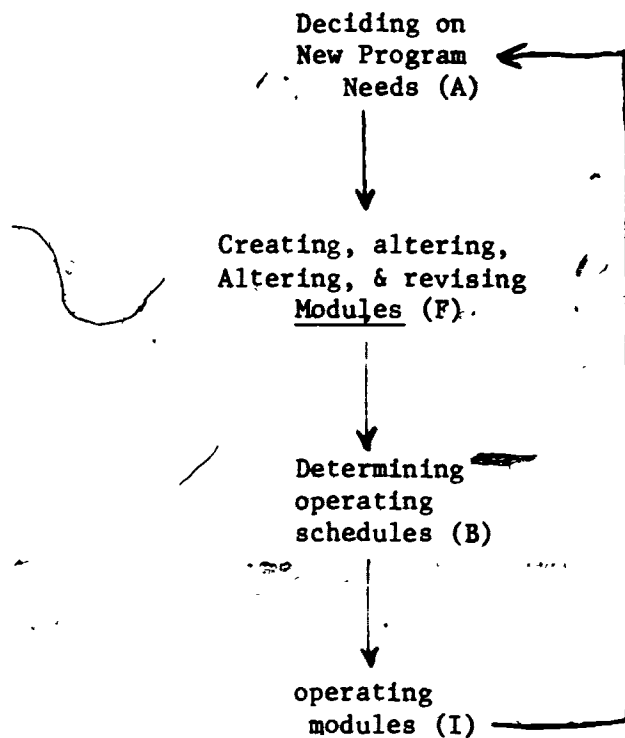 Deciding on
New Program
Needs (A)
Creating, altering,
Altering, & revising
Modules (F)
Determining
operating
schedules (B)
operating
modules (I)